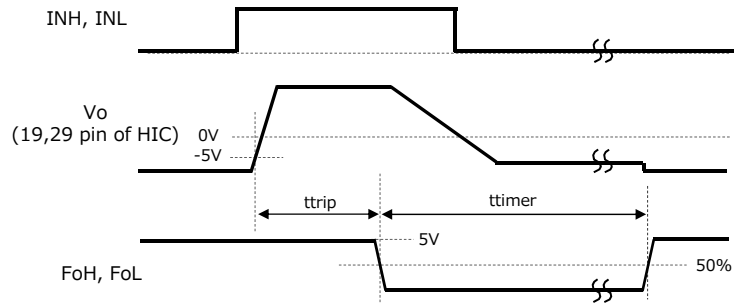 INH, INL
Vo
(19,29 pin of HIC)
0V
-5V
ttrip
ttimer
5V
50%
FoH, FoL